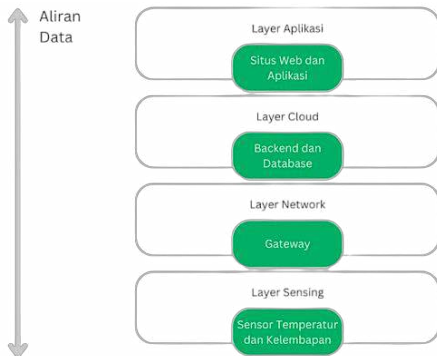 Aliran
Data
Layer Aplikasi
Situs Web dan
Aplikasi
Layer Cloud
Backend dan
Database
Layer Network
Gateway
Layer Sensing
Sensor Temperatur
dan Kelembapan